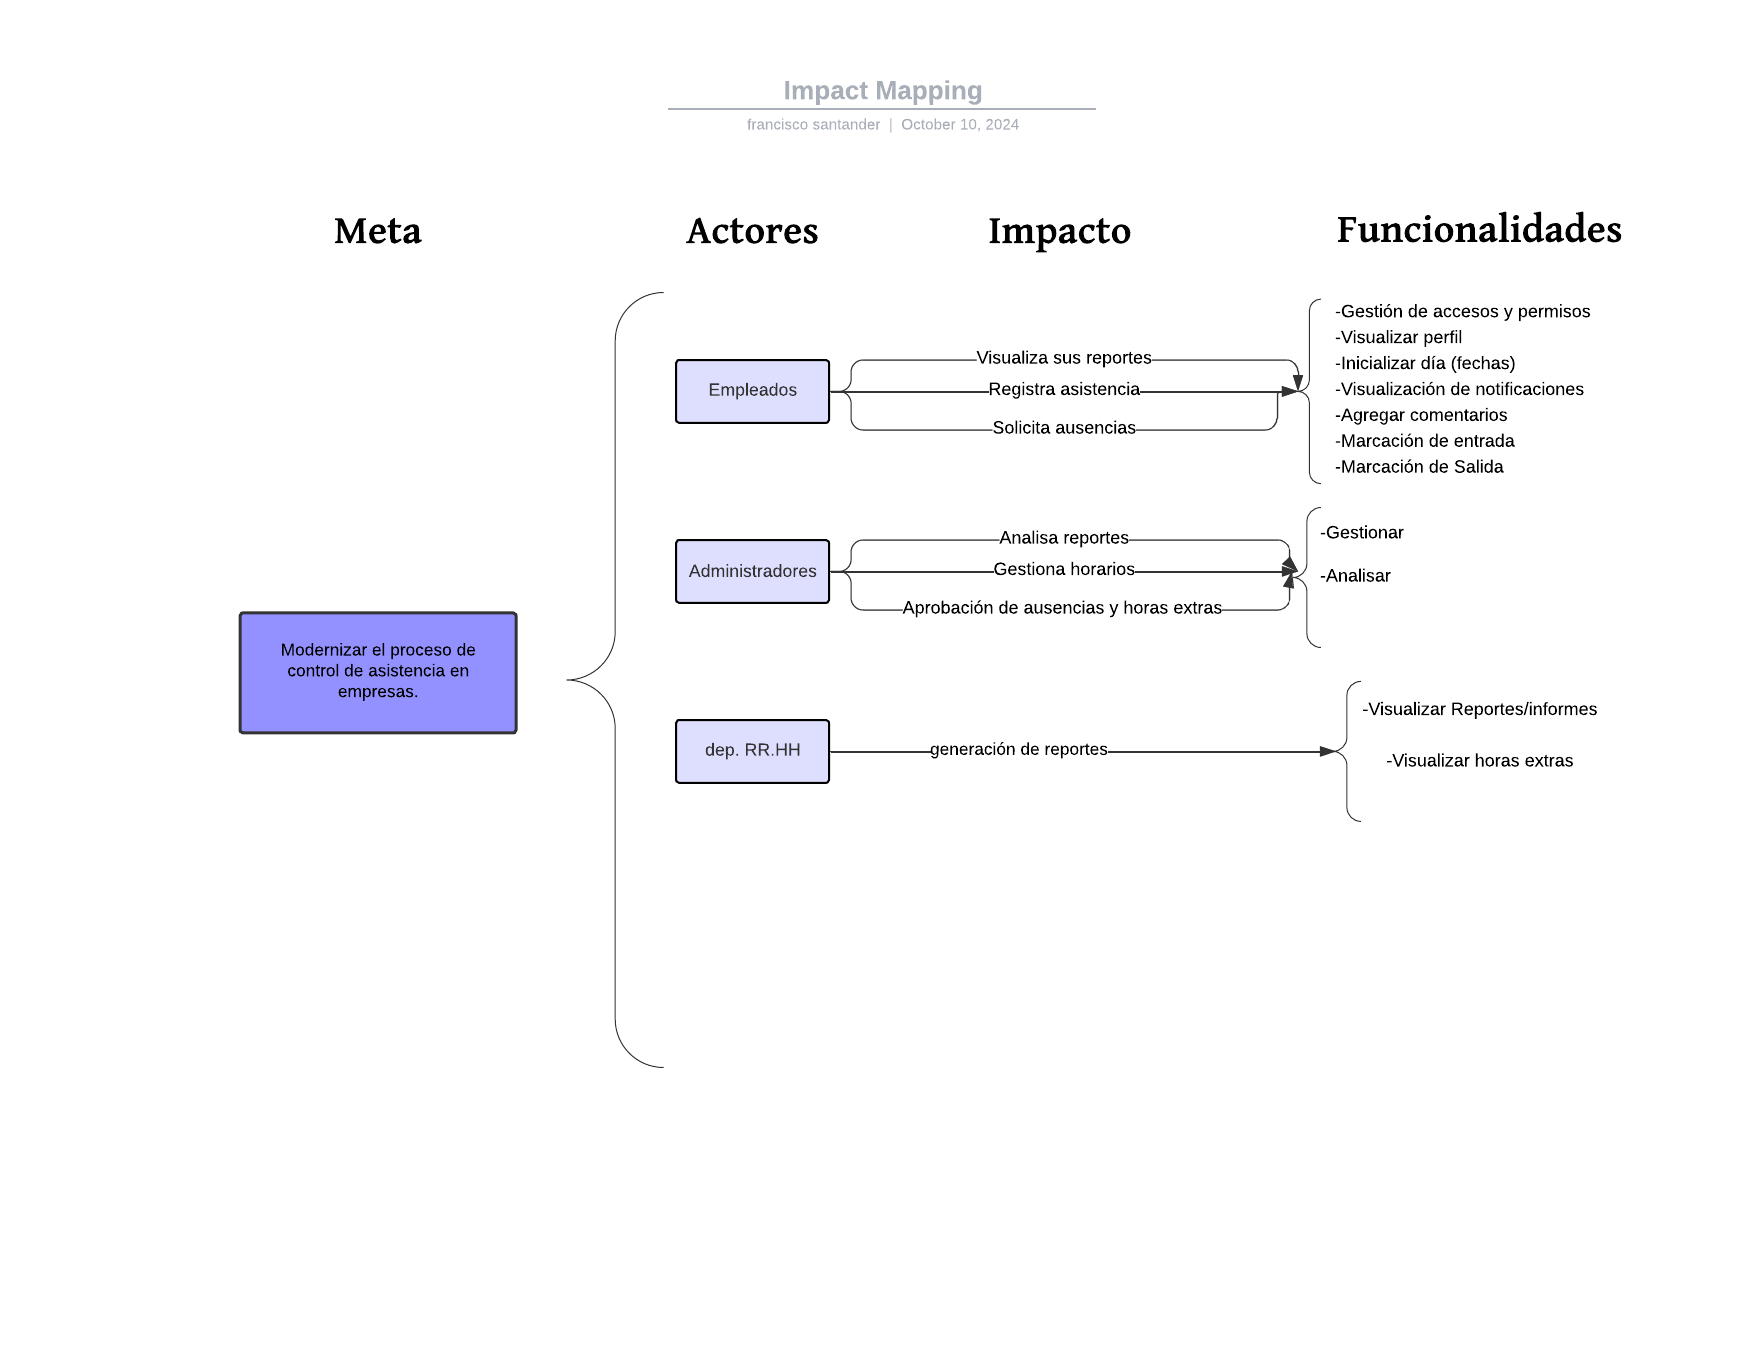 Impact Mapping
francisco santander | October 10, 2024
Meta
Actores
Impacto
Funcionalidades
Modernizar el proceso de
control de asistencia en
empresas.
Empleados
Visualiza sus reportes
Registra asistencia
Solicita ausencias
-Gestión de accesos y permisos
-Visualizar perfil
-Inicializar día (fechas)
-Visualización de notificaciones
-Agregar comentarios
-Marcación de entrada
-Marcación de Salida
Administradores
Analisa reportes
Gestiona horarios
Aprobación de ausencias y horas extras
-Gestionar
-Analisar
dep. RR.HH
generación de reportes
-Visualizar Reportes/informes
-Visualizar horas extras